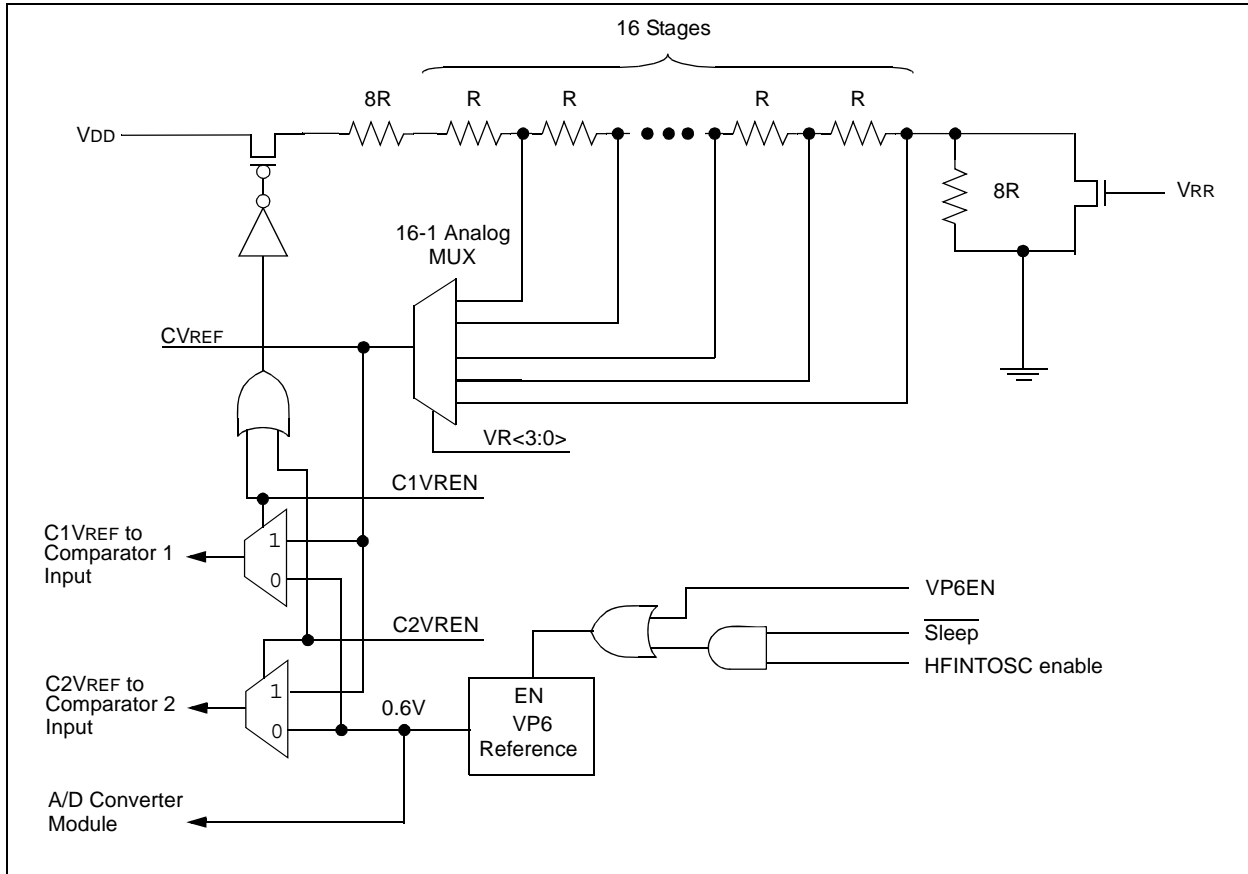 16 Stages
8R
R
R
R
R
VDD
8R
VRR
16-1 Analog
MUX
CVREF
VR<3:0>
C1VREN
C1VREF to
Comparator 1
Input
1
0
VP6EN
C2VREN
Sleep
HFINTOSC enable
C2VREF to
Comparator 2
Input
1
0
0.6V
EN
VP6
Reference
A/D Converter
Module